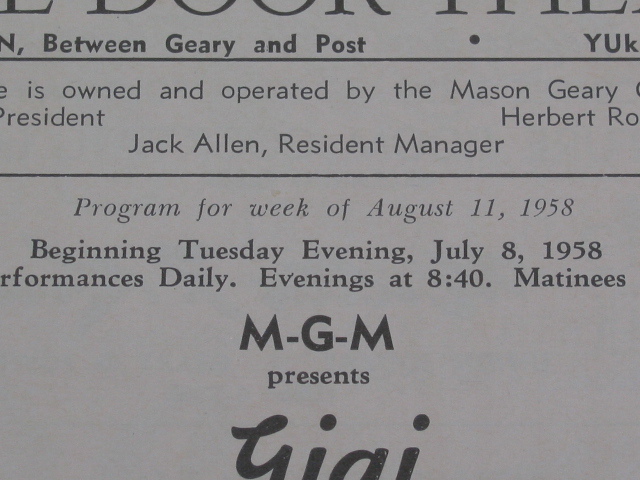 DOOR
N, Between Geary and Post • YUk
e is owned and operated by the Mason Geary
President Herbert Ro
Jack Allen, Resident Manager
Program for week of August 11, 1958
Beginning Tuesday Evening, July 8, 1958
rformances Daily. Evenings at 8:40. Matinees
M-G-M
presents
Gigi